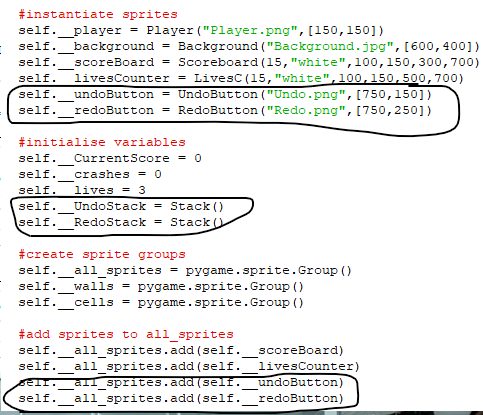 #instantiate sprites
self.__player = Player("Player.png",[150,150])
self.__background = Background("Background.jpg",[600,400])
self.__scoreBoard = Scoreboard(15,"white",100,150,300,700)
self.__livesCounter = LivesC(15,"white",100,150,500,700)
self.__undoButton = UndoButton("Undo.png",[750,150])
self.__redoButton = RedoButton("Redo.png",[750,250])
#initialise variables
self.__CurrentScore = 0
self.__crashes = 0
self.__lives = 3
self.__UndoStack = Stack()
self.__RedoStack = Stack()
#create sprite groups
self.__all_sprites = pygame.sprite.Group()
self.__walls = pygame.sprite.Group()
self.__cells = pygame.sprite.Group()
#add sprites to all_sprites
self.__all_sprites.add(self.__scoreBoard)
self.__all_sprites.add(self.__livesCounter)
self.__all_sprites.add(self.__undoButton)
self.__all_sprites.add(self.__redoButton)